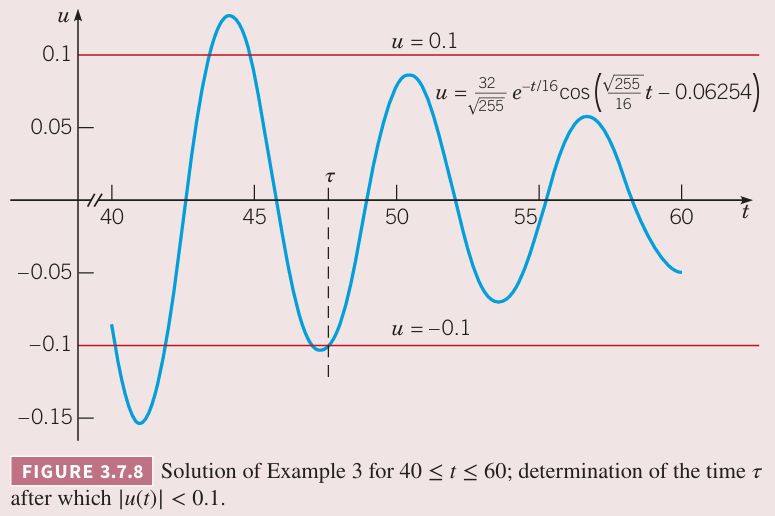 u
0.1
u = 0.1
u = 32/√255 e^{–t/16} cos(√255/16 t – 0.06254)
0.05
τ
40 45 50 55 60 t
–0.05
u = –0.1
–0.1
–0.15
FIGURE 3.7.8 Solution of Example 3 for 40 ≤ t ≤ 60; determination of the time τ
after which |u(t)| < 0.1.